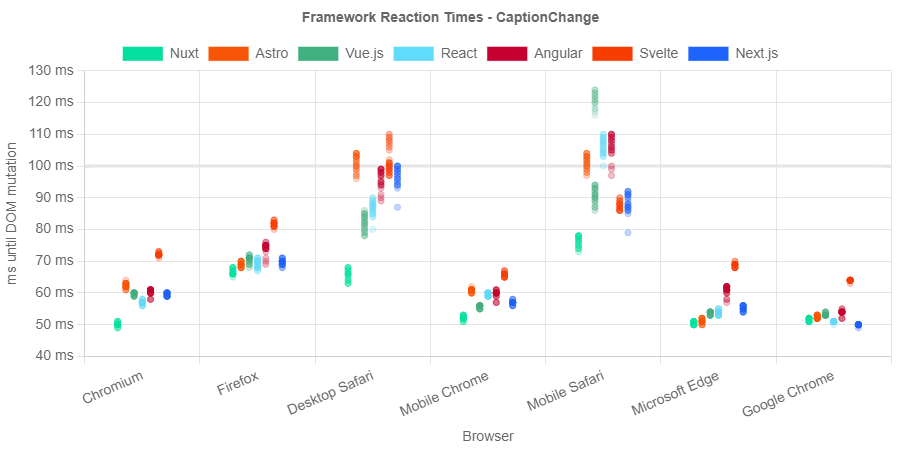 Framework Reaction Times - CaptionChange
Nuxt Astro Vue.js React Angular Svelte Next.js
130 ms
120 ms
110 ms
100 ms
90 ms
80 ms
70 ms
60 ms
50 ms
40 ms
ms until DOM mutation
Chromium Firefox Desktop Safari Mobile Chrome Mobile Safari Microsoft Edge Google Chrome
Browser